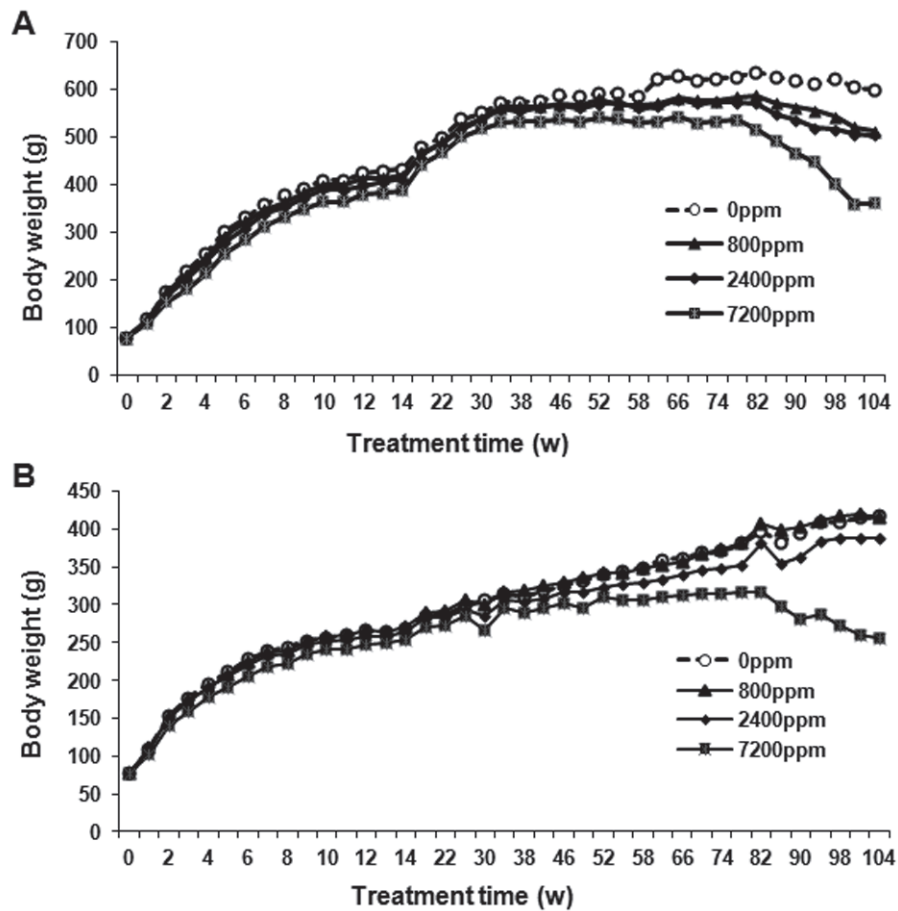 A
700
600
500
400
300
200
100
0
Body weight (g)
0ppm
800ppm
2400ppm
7200ppm
0 2 4 6 8 10 12 14 22 30 38 46 52 58 66 74 82 90 98 104
Treatment time (w)
B
450
400
350
300
250
200
150
100
50
0
Body weight (g)
0ppm
800ppm
2400ppm
7200ppm
0 2 4 6 8 10 12 14 22 30 38 46 52 58 66 74 82 90 98 104
Treatment time (w)